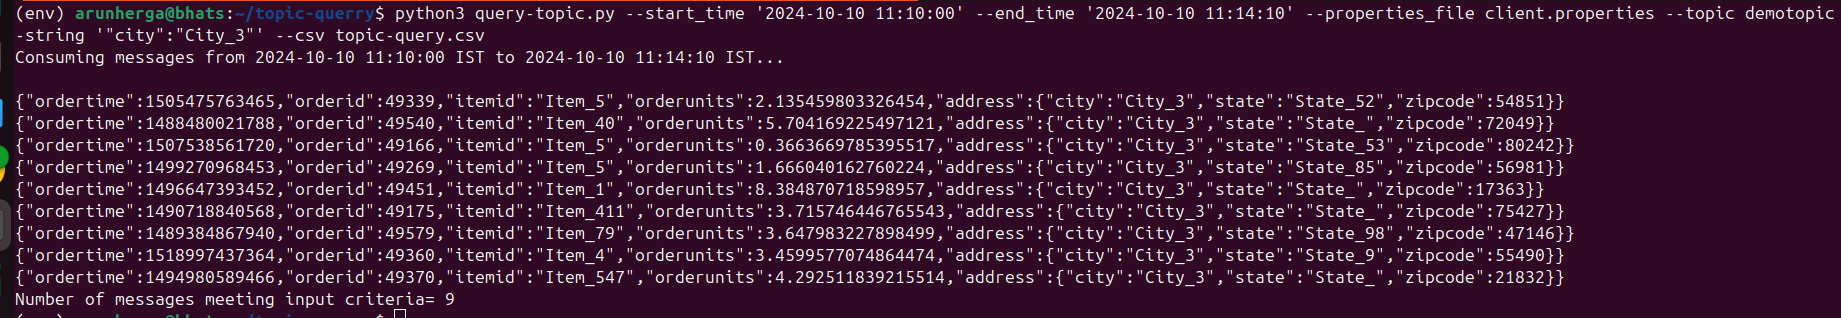 (env) arunherga@bhats:~/topic-querry$ python3 query-topic.py --start_time '2024-10-10 11:10:00' --end_time '2024-10-10 11:14:10' --properties_file client.properties --topic demotopic
-string '"city":"City_3"' --csv topic-query.csv
Consuming messages from 2024-10-10 11:10:00 IST to 2024-10-10 11:14:10 IST...
{"ordertime":1505475763465,"orderid":49339,"itemid":"Item_5","orderunits":2.135459803326454,"address":{"city":"City_3","state":"State_52","zipcode":54851}}
{"ordertime":1488480021788,"orderid":49540,"itemid":"Item_40","orderunits":5.704169225497121,"address":{"city":"City_3","state":"State_","zipcode":72049}}
{"ordertime":1507538561720,"orderid":49166,"itemid":"Item_5","orderunits":0.3663669785395517,"address":{"city":"City_3","state":"State_53","zipcode":80242}}
{"ordertime":1499270968453,"orderid":49269,"itemid":"Item_5","orderunits":1.666040162760224,"address":{"city":"City_3","state":"State_85","zipcode":56981}}
{"ordertime":1496647393452,"orderid":49451,"itemid":"Item_1","orderunits":8.384870718598957,"address":{"city":"City_3","state":"State_","zipcode":17363}}
{"ordertime":1490718840568,"orderid":49175,"itemid":"Item_411","orderunits":3.715746446765543,"address":{"city":"City_3","state":"State_","zipcode":75427}}
{"ordertime":1489384867940,"orderid":49579,"itemid":"Item_79","orderunits":3.647983227898499,"address":{"city":"City_3","state":"State_98","zipcode":47146}}
{"ordertime":1518997437364,"orderid":49360,"itemid":"Item_4","orderunits":3.4599577074864474,"address":{"city":"City_3","state":"State_9","zipcode":55490}}
{"ordertime":1494980589466,"orderid":49370,"itemid":"Item_547","orderunits":4.292511839215514,"address":{"city":"City_3","state":"State_","zipcode":21832}}
Number of messages meeting input criteria= 9